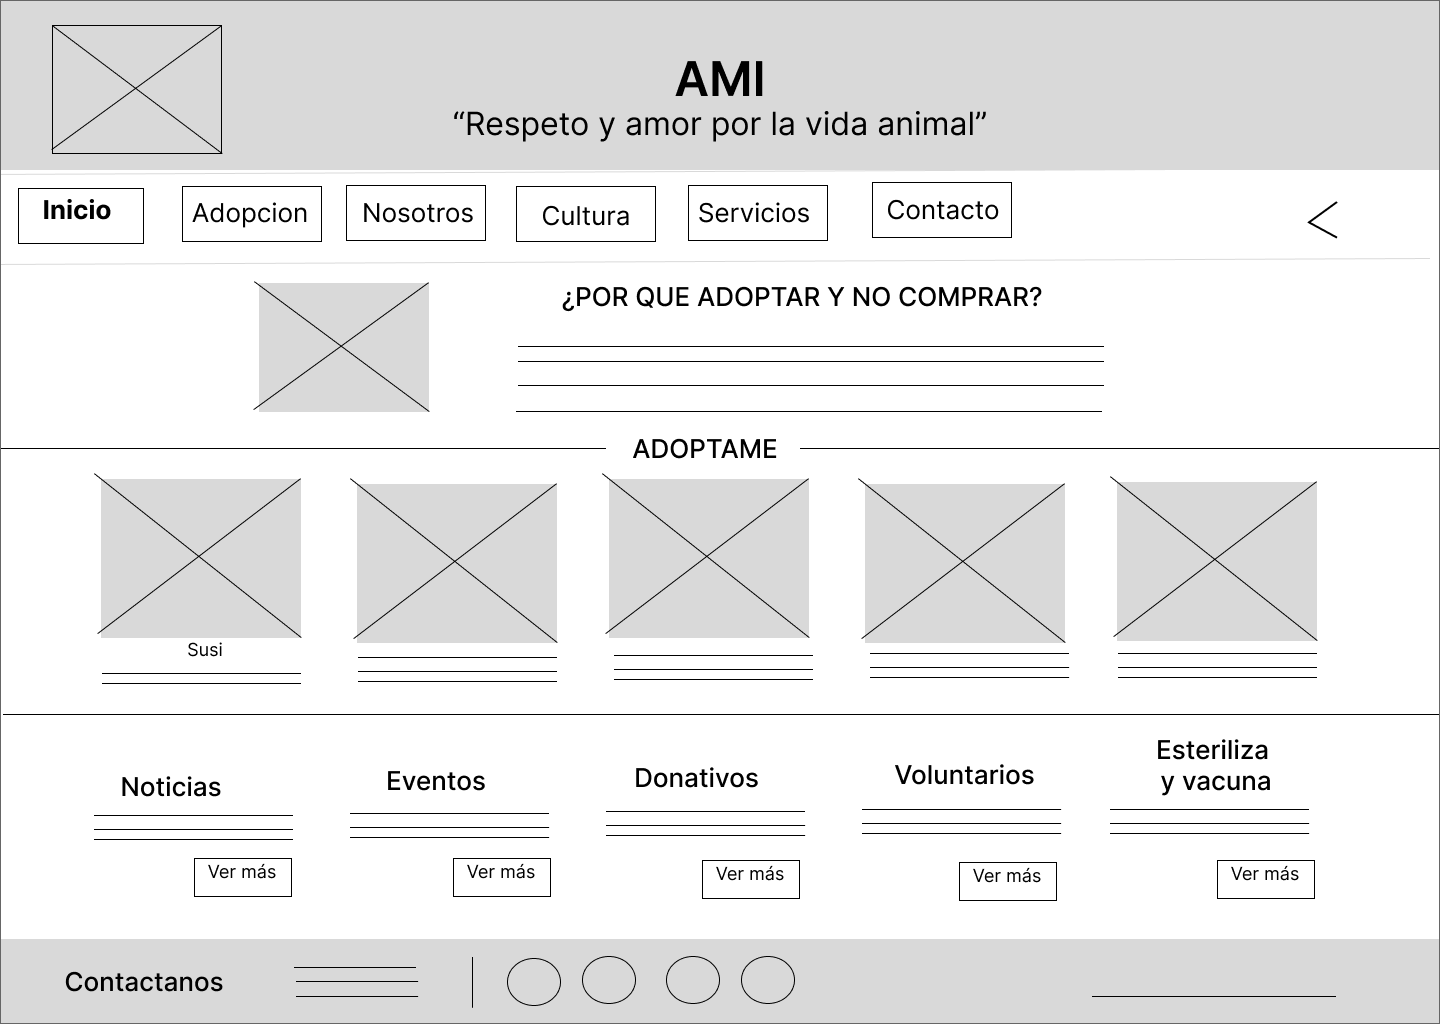 AMI
“Respeto y amor por la vida animal”
Inicio
Adopcion
Nosotros
Cultura
Servicios
Contacto
¿POR QUE ADOPTAR Y NO COMPRAR?
ADOPTAME
Susi
Noticias
Eventos
Donativos
Voluntarios
Esteriliza
y vacuna
Ver más
Ver más
Ver más
Ver más
Ver más
Contactanos